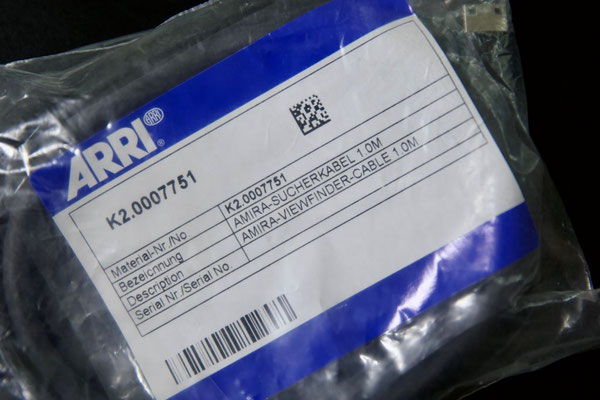 ARRI
K2.0007751
Material-Nr./No. K2.0007751
Bezeichnung AMIRA-SUCHERKABEL 1.0M
Description AMIRA-VIEWFINDER-CABLE 1.0M
Serial Nr./Serial No.